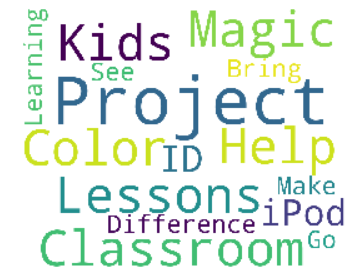 Learning
Kids
Magic
See
Bring
Project
Color
ID
Help
Lessons
Make
iPod
Difference
Classroom
Go